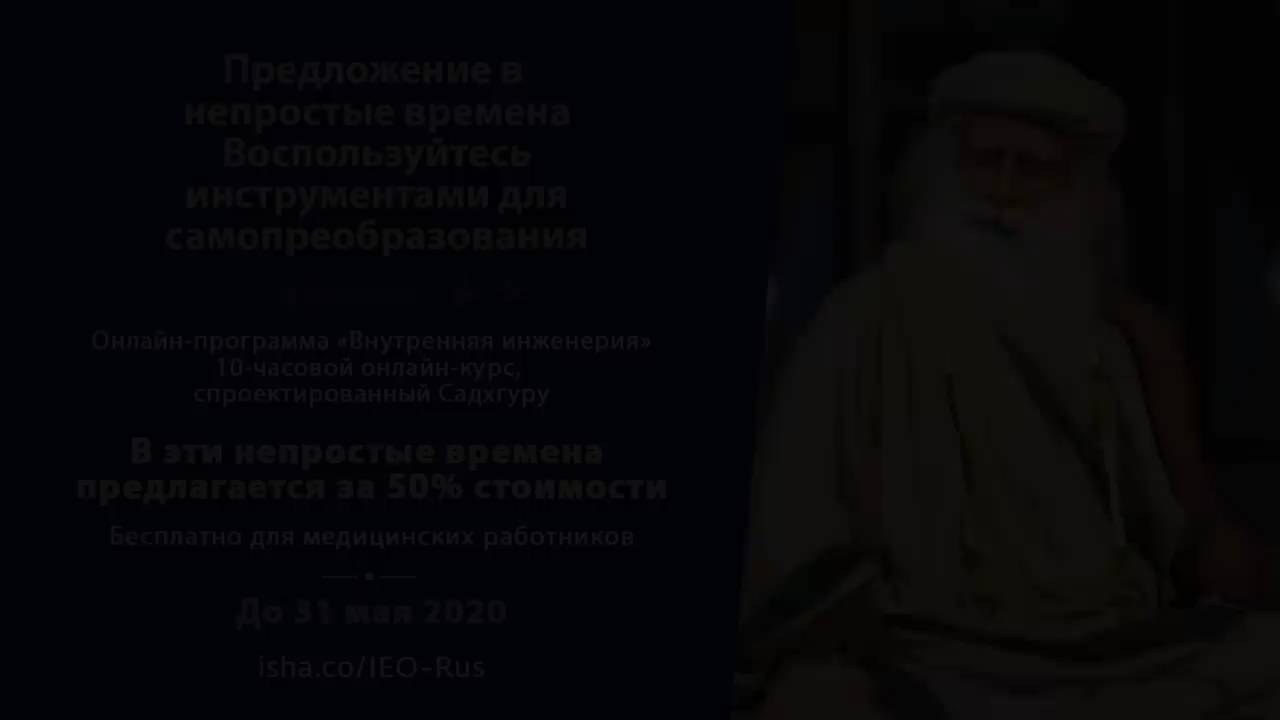 Предложение в
непростые времена
Воспользуйтесь
инструментами для
самопреобразования
Онлайн-программа «Внутренняя инженерия»
10-часовой онлайн-курс,
спроектированный Садхгуру
В эти непростые времена
предлагается за 50% стоимости
Бесплатно для медицинских работников
До 31 мая 2020
isha.co/IEO-Rus